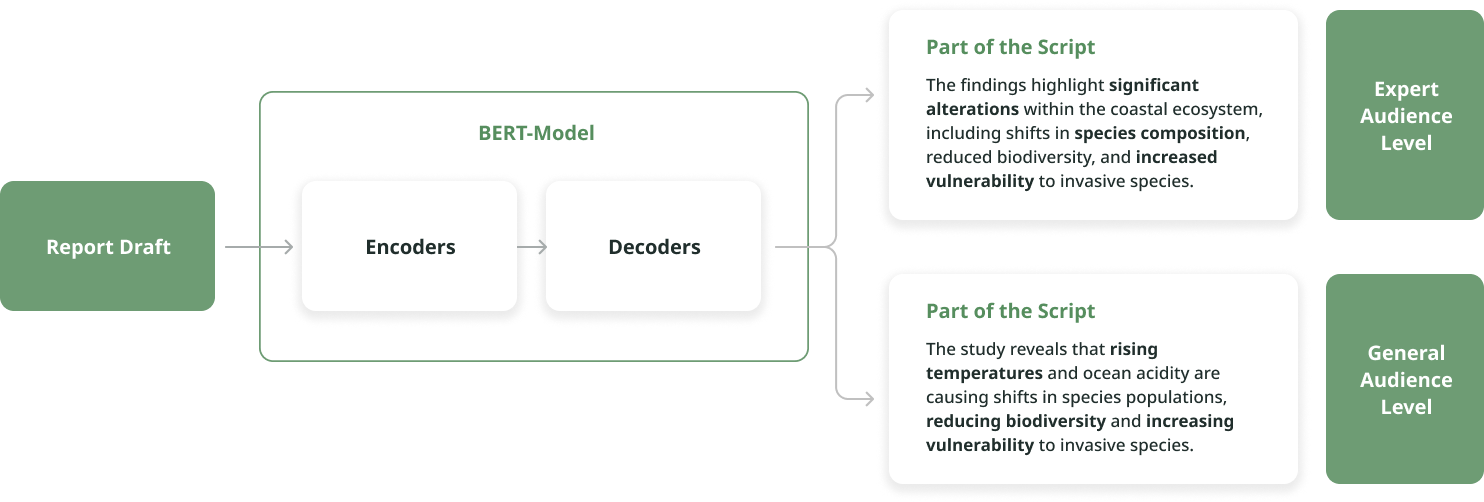 Report Draft
BERT-Model
Encoders
Decoders
Part of the Script
The findings highlight significant
alterations within the coastal ecosystem,
including shifts in species composition,
reduced biodiversity, and increased
vulnerability to invasive species.
Expert
Audience
Level
Part of the Script
The study reveals that rising
temperatures and ocean acidity are
causing shifts in species populations,
reducing biodiversity and increasing
vulnerability to invasive species.
General
Audience
Level